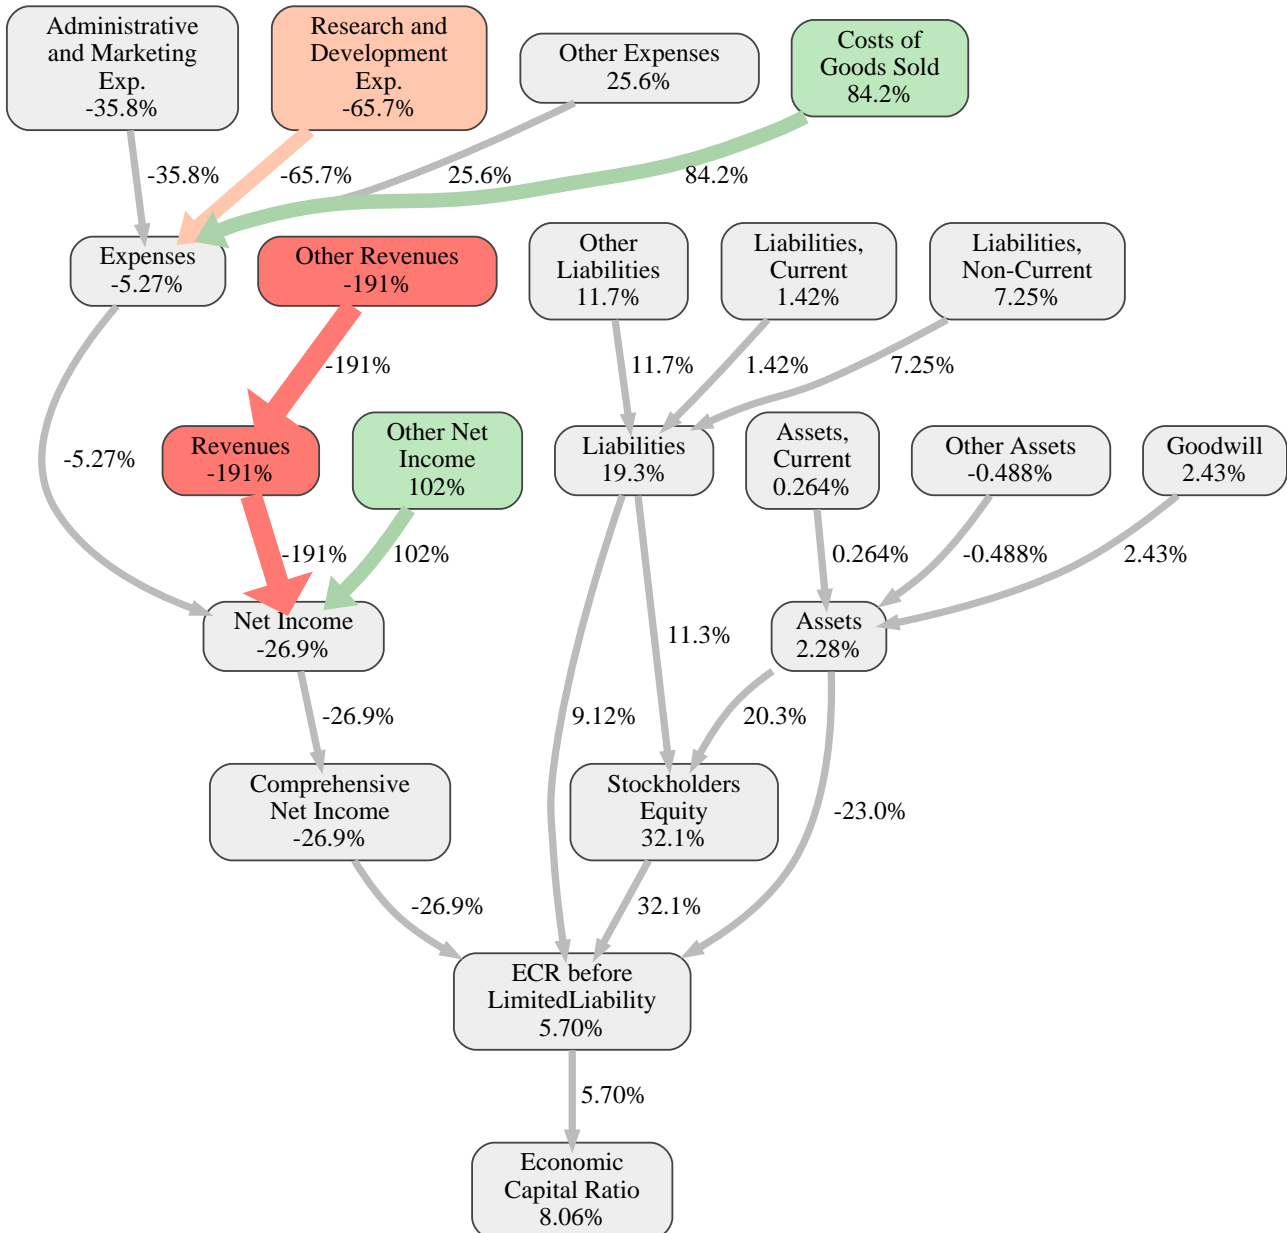 Administrative
and Marketing
Exp.
-35.8%
Research and
Development
Exp.
-65.7%
Other Expenses
25.6%
Costs of
Goods Sold
84.2%
-35.8%
-65.7%
25.6%
84.2%
Expenses
-5.27%
Other Revenues
-191%
Other
Liabilities
11.7%
Liabilities,
Current
1.42%
Liabilities,
Non-Current
7.25%
-191%
11.7%
1.42%
7.25%
-5.27%
Revenues
-191%
Other Net
Income
102%
Liabilities
19.3%
Assets,
Current
0.264%
Other Assets
-0.488%
Goodwill
2.43%
-191%
102%
0.264%
-0.488%
2.43%
Net Income
-26.9%
11.3%
Assets
2.28%
-26.9%
9.12%
20.3%
Comprehensive
Net Income
-26.9%
Stockholders
Equity
32.1%
-23.0%
-26.9%
32.1%
ECR before
LimitedLiability
5.70%
5.70%
Economic
Capital Ratio
8.06%